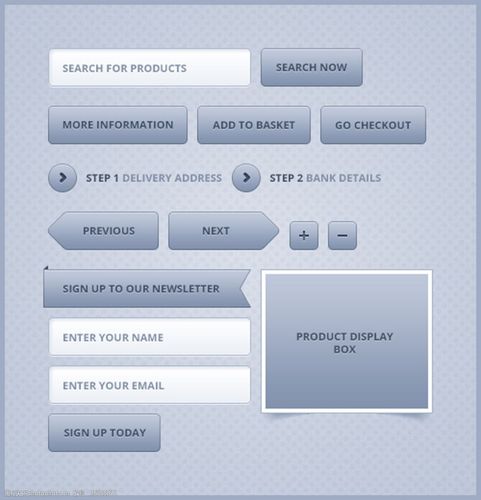 SEARCH FOR PRODUCTS
SEARCH NOW
MORE INFORMATION
ADD TO BASKET
GO CHECKOUT
STEP 1 DELIVERY ADDRESS
STEP 2 BANK DETAILS
PREVIOUS
NEXT
+
−
SIGN UP TO OUR NEWSLETTER
PRODUCT DISPLAY
BOX
ENTER YOUR NAME
ENTER YOUR EMAIL
SIGN UP TODAY